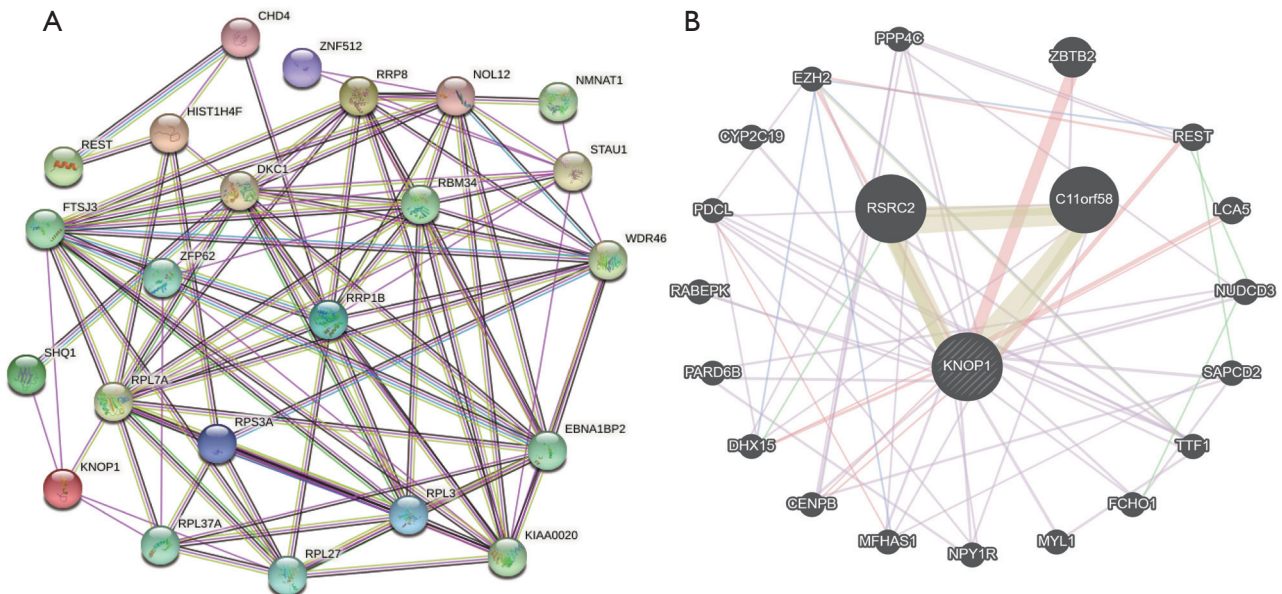 A
CHD4
ZNF512
RRP8
NOL12
NMNAT1
HIST1H4F
REST
DKC1
STAU1
FTSJ3
RBM34
WDR46
ZFP62
RRP1B
SHQ1
RPL7A
RPS3A
EBNA1BP2
KNOP1
RPL3
RPL37A
RPL27
KIAA0020
B
PPP4C
ZBTB2
EZH2
CYP2C19
REST
RSRC2
C11orf58
PDCL
LCA5
RABEPK
NUDCD3
KNOP1
PARD6B
SAPCD2
DHX15
TTF1
CENPB
FCHO1
MFHAS1
NPY1R
MYL1